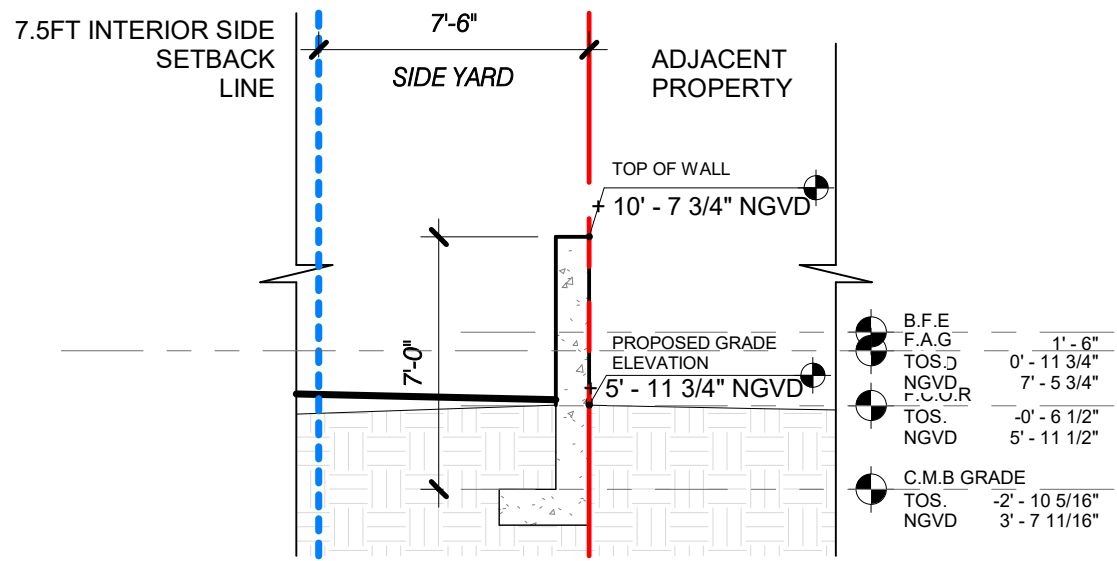 7.5FT INTERIOR SIDE
SETBACK
LINE
7'-6"
SIDE YARD
ADJACENT
PROPERTY
TOP OF WALL
+ 10' - 7 3/4" NGVD
7'-0"
PROPOSED GRADE
ELEVATION
+ 5' - 11 3/4" NGVD
B.F.E
F.A.G 1' - 6"
TOS. 0' - 11 3/4"
NGVD 7' - 5 3/4"
F.C.O.R
TOS. -0' - 6 1/2"
NGVD 5' - 11 1/2"
C.M.B GRADE
TOS. -2' - 10 5/16"
NGVD 3' - 7 11/16"